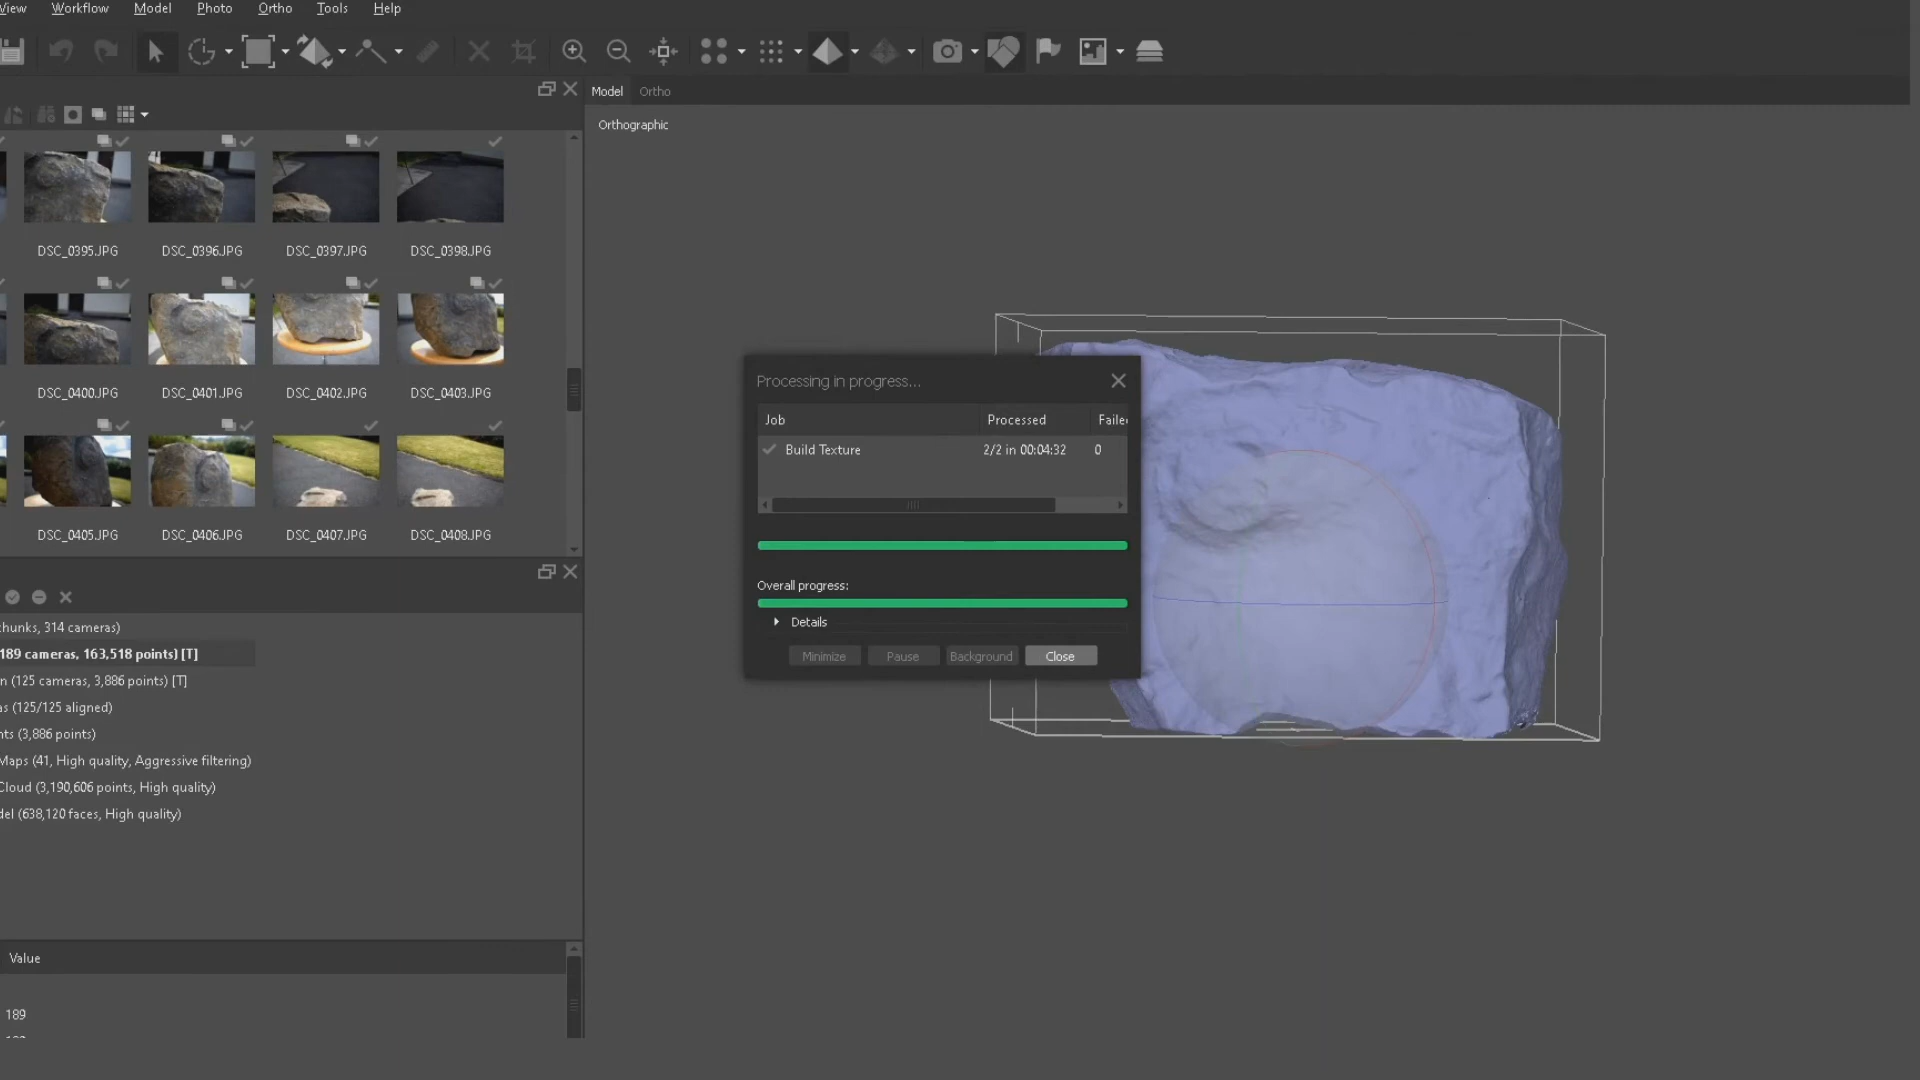 View Workflow Model Photo Ortho Tools Help
Model Ortho
Orthographic
DSC_0395.JPG DSC_0396.JPG DSC_0397.JPG DSC_0398.JPG
DSC_0400.JPG DSC_0401.JPG DSC_0402.JPG DSC_0403.JPG
DSC_0405.JPG DSC_0406.JPG DSC_0407.JPG DSC_0408.JPG
Processing in progress...
Job Processed Failed
Build Texture 2/2 in 00:04:32 0
Overall progress:
Details
Minimize Pause Background Close
chunks, 314 cameras)
189 cameras, 163,518 points) [T]
n (125 cameras, 3,886 points) [T]
as (125/125 aligned)
nts (3,886 points)
Maps (41, High quality, Aggressive filtering)
Cloud (3,190,606 points, High quality)
del (638,120 faces, High quality)
Value
189